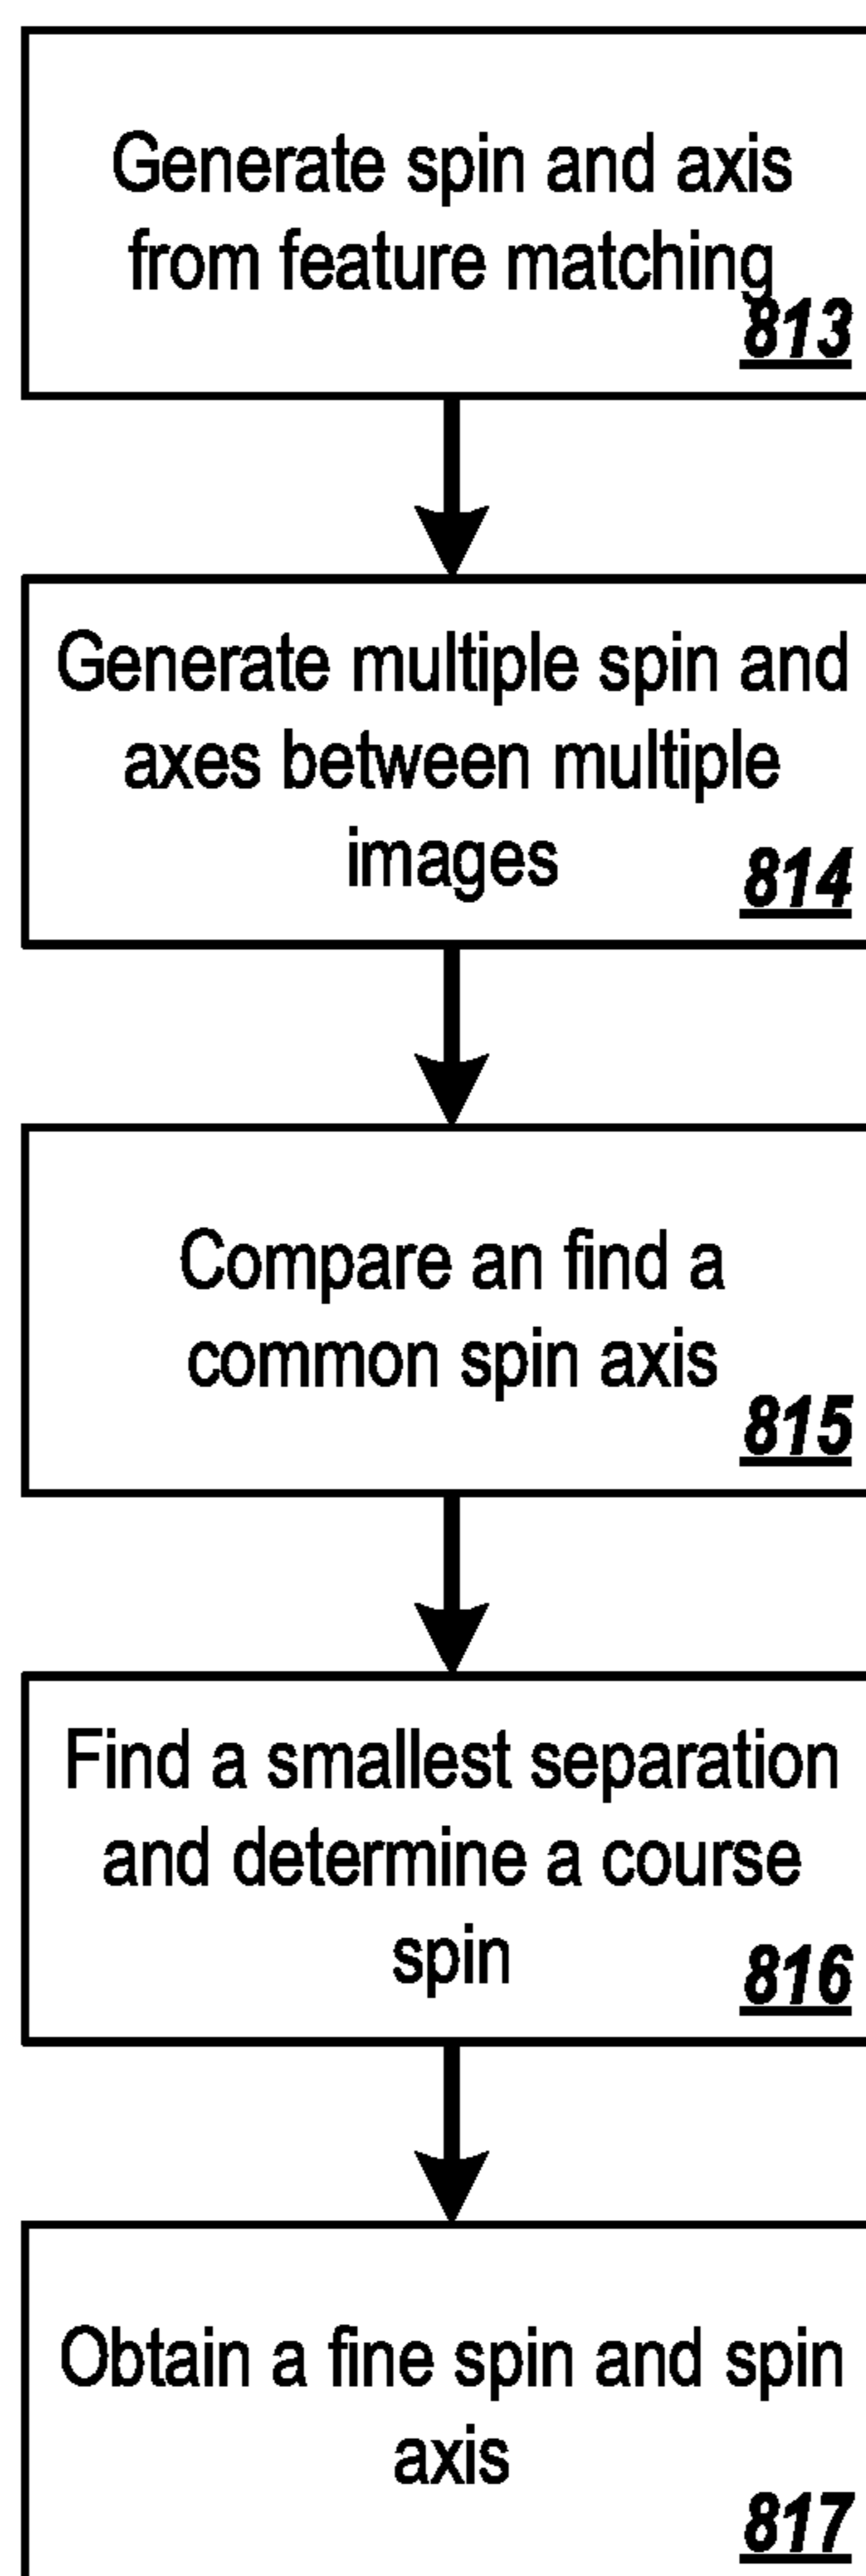 Generate spin and axis
from feature matching
813
Generate multiple spin and
axes between multiple
images
814
Compare an find a
common spin axis
815
Find a smallest separation
and determine a course
spin
816
Obtain a fine spin and spin
axis
817